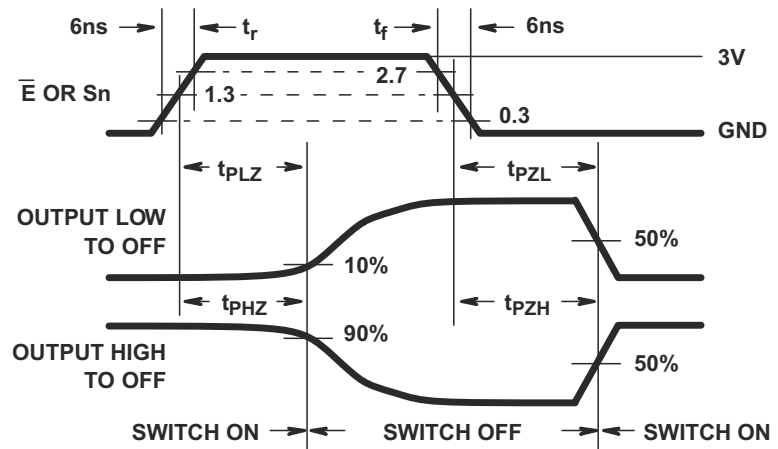 6ns tr tf 6ns
3V
2.7
E̅ OR Sn 1.3
0.3
GND
tPLZ tPZL
OUTPUT LOW
TO OFF
50%
10%
tPHZ tPZH
OUTPUT HIGH
TO OFF
90%
50%
SWITCH ON SWITCH OFF SWITCH ON